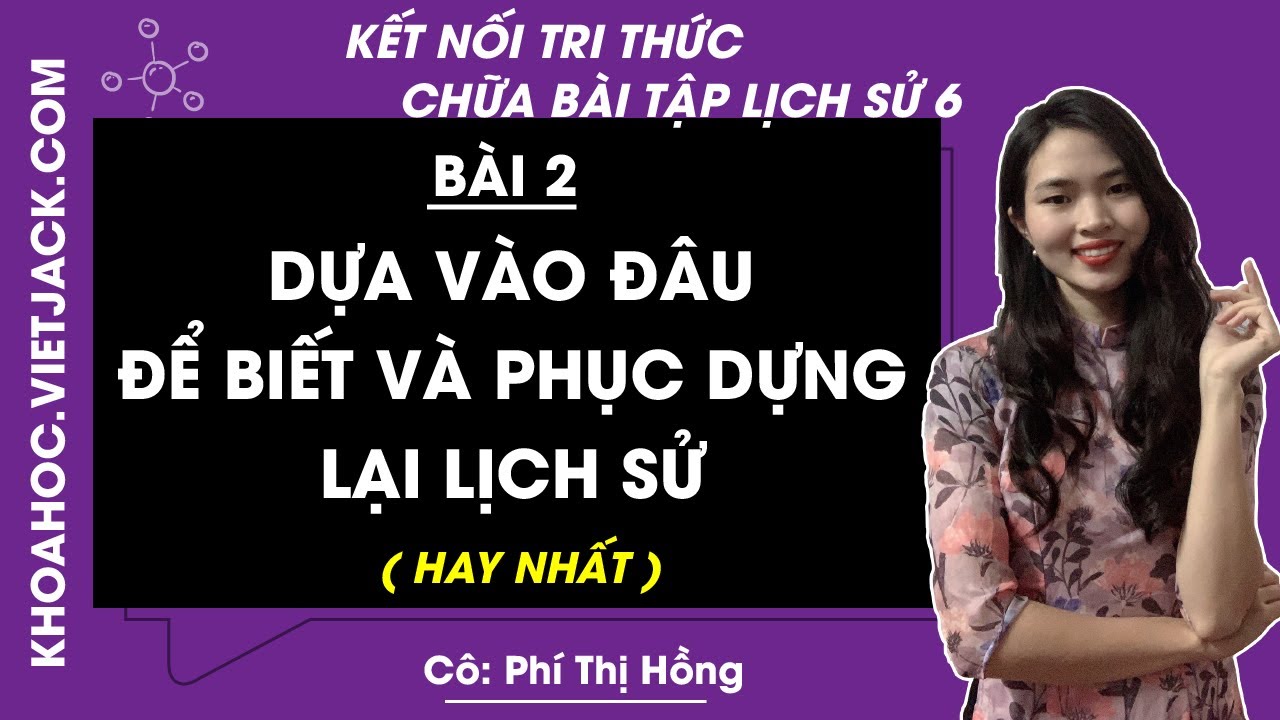 KHOAHOC.VIETJACK.COM
KẾT NỐI TRI THỨC
CHỮA BÀI TẬP LỊCH SỬ 6
BÀI 2
DỰA VÀO ĐÂU
ĐỂ BIẾT VÀ PHỤC DỰNG
LẠI LỊCH SỬ
( HAY NHẤT )
Cô: Phí Thị Hồng